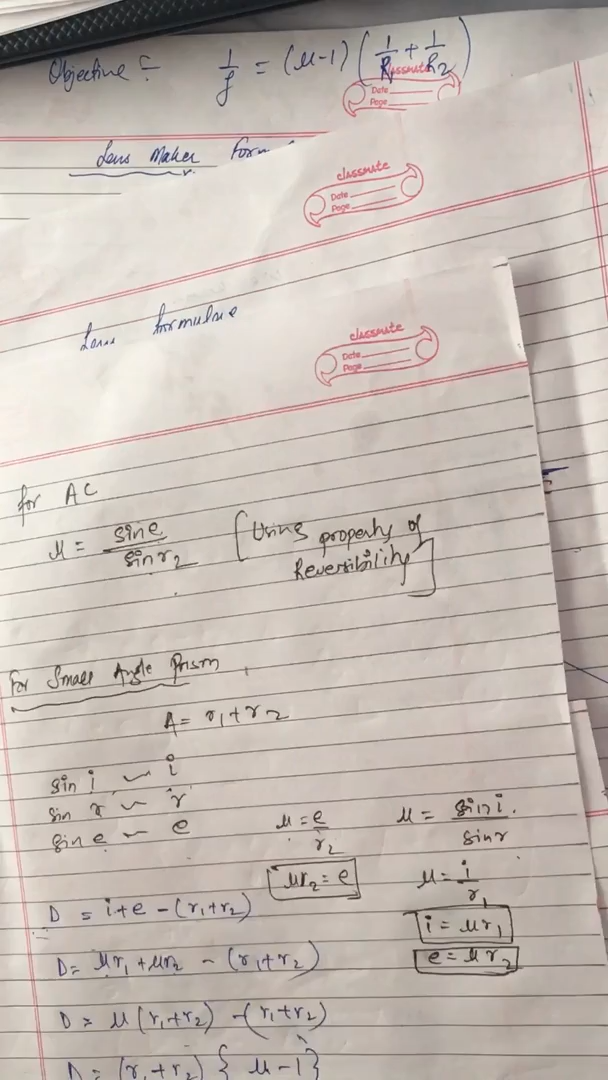 Objective :- 1/f = (μ-1) (1/R1 + 1/R2)
classmate
Date
Page
Lens Maker Form
classmate
Date
Page
Lens formulae
classmate
Date
Page
for AC
μ = sin e / sin r2 [Using property of Reversibility]
For Small Angle Prism
A = r1 + r2
sin i ~ i
sin r ~ r
sin e ~ e
μ = e / r2
μr2 = e
μ = sin i. / sin r
μ = i / r1
i = μr1
e = μr2
D = i + e - (r1 + r2)
D = μr1 + μr2 - (r1 + r2)
D = μ(r1 + r2) - (r1 + r2)
D = (r1 + r2) { μ - 1 }